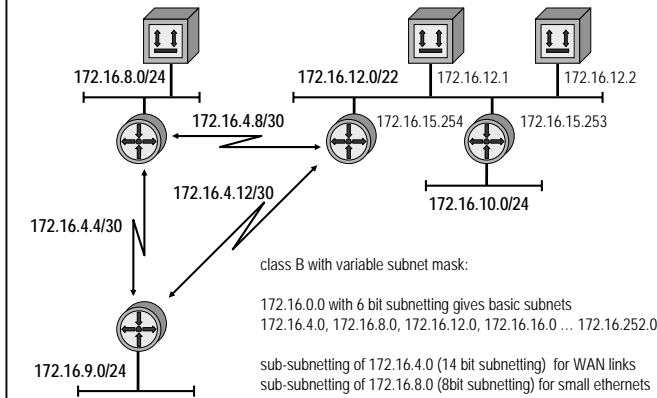 172.16.8.0/24
172.16.12.0/22
172.16.12.1
172.16.12.2
172.16.4.8/30
172.16.15.254
172.16.15.253
172.16.4.12/30
172.16.10.0/24
172.16.4.4/30
class B with variable subnet mask:
172.16.0.0 with 6 bit subnetting gives basic subnets
172.16.4.0, 172.16.8.0, 172.16.12.0, 172.16.16.0 ... 172.16.252.0
172.16.9.0/24
sub-subnetting of 172.16.4.0 (14 bit subnetting) for WAN links
sub-subnetting of 172.16.8.0 (8bit subnetting) for small ethernets